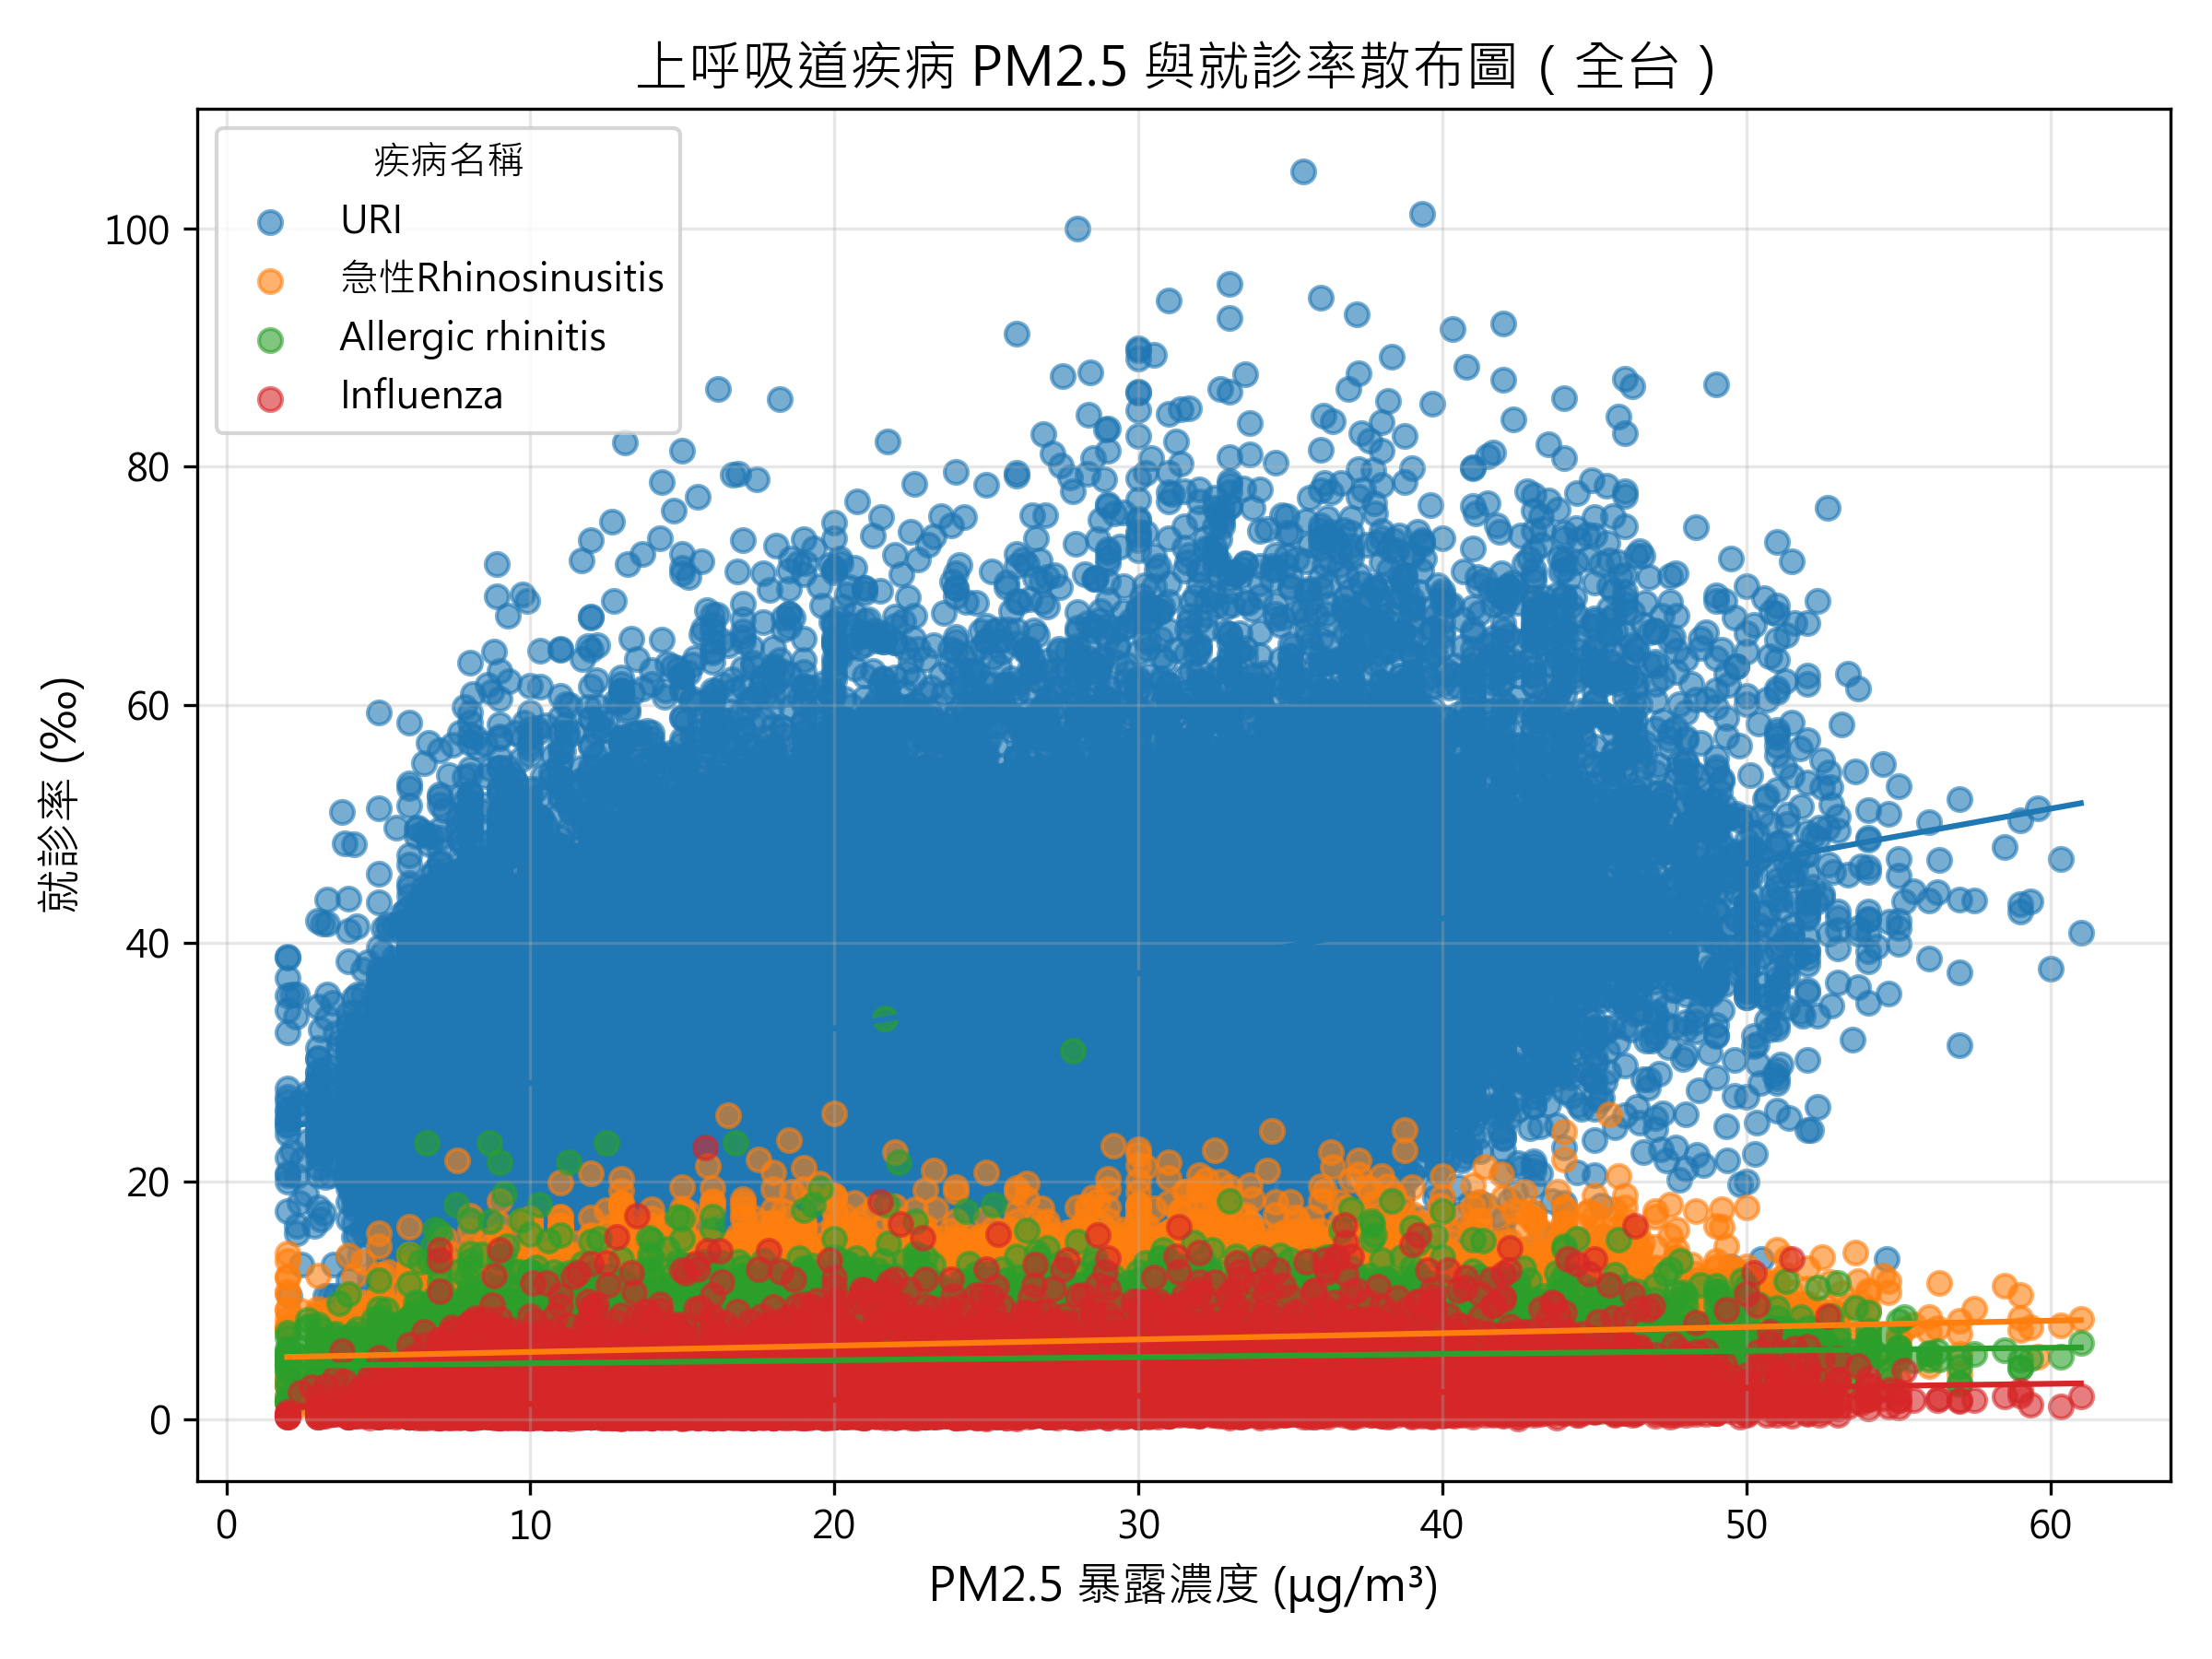 上呼吸道疾病 PM2.5 與就診率散布圖（全台）
疾病名稱
URI
急性Rhinosinusitis
Allergic rhinitis
Influenza
就診率 (‰)
100
80
60
40
20
0
0 10 20 30 40 50 60
PM2.5 暴露濃度 (μg/m³)